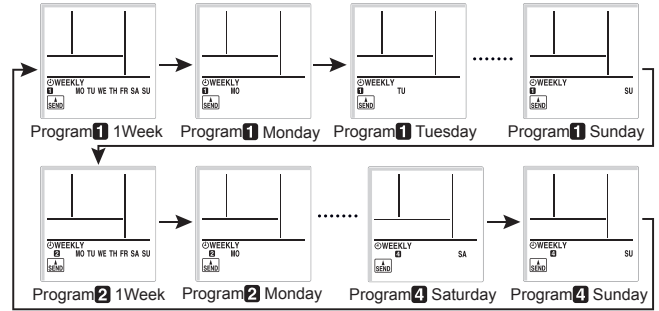 ⏲WEEKLY
1 MO TU WE TH FR SA SU
SEND
Program 1 1Week
⏲WEEKLY
1 MO
SEND
Program 1 Monday
⏲WEEKLY
1 TU
SEND
Program 1 Tuesday
⏲WEEKLY
1 SU
SEND
Program 1 Sunday
⏲WEEKLY
2 MO TU WE TH FR SA SU
SEND
Program 2 1Week
⏲WEEKLY
2 MO
SEND
Program 2 Monday
⏲WEEKLY
4 SA
SEND
Program 4 Saturday
⏲WEEKLY
4 SU
SEND
Program 4 Sunday